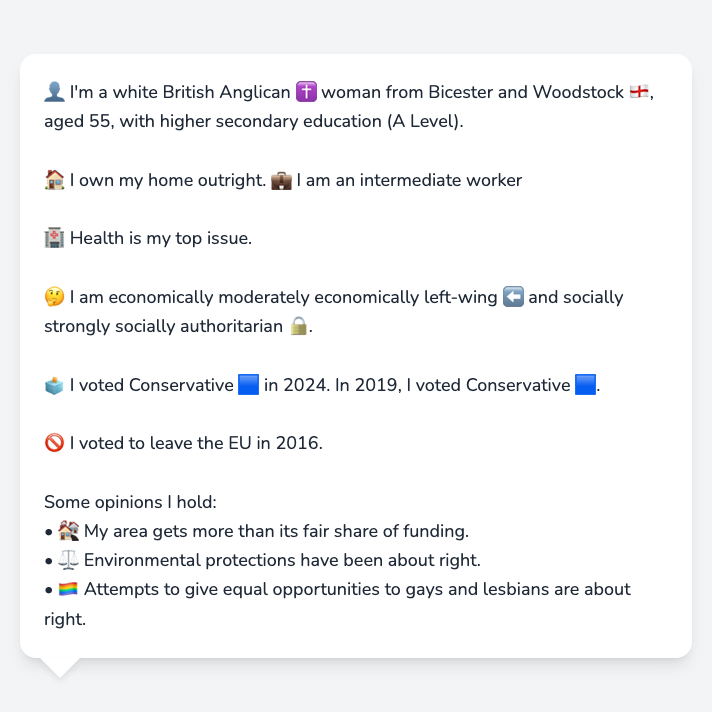 👤 I'm a white British Anglican ✝️ woman from Bicester and Woodstock 🏴󠁧󠁢󠁥󠁮󠁧󠁿,
aged 55, with higher secondary education (A Level).
🏠 I own my home outright. 💼 I am an intermediate worker
🏥 Health is my top issue.
🤔 I am economically moderately economically left-wing ⬅️ and socially
strongly socially authoritarian 🔒.
🗳️ I voted Conservative 🟦 in 2024. In 2019, I voted Conservative 🟦.
🚫 I voted to leave the EU in 2016.
Some opinions I hold:
• 🏘️ My area gets more than its fair share of funding.
• ⚖️ Environmental protections have been about right.
• 🏳️‍🌈 Attempts to give equal opportunities to gays and lesbians are about
right.